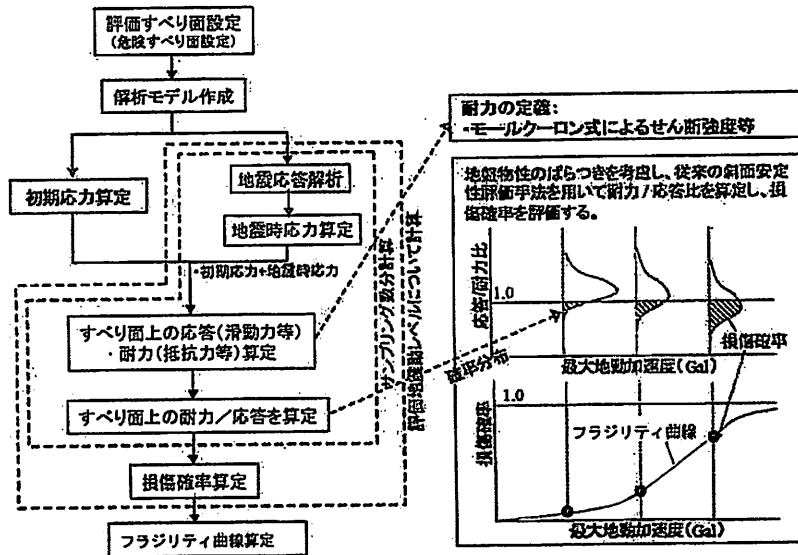 評価すべり面設定
(危険すべり面設定)
解析モデル作成
初期応力算定
地震応答解析
地震時応力算定
・初期応力+地震時応力
すべり面上の応答(滑動力等)
・耐力(抵抗力等)算定
すべり面上の耐力／応答を算定
損傷確率算定
フラジリティ曲線算定
サンプリング数分計算
評価地震動レベルについて計算
確率分布
耐力の定義:
・モールクーロン式によるせん断強度等
地盤物性のばらつきを考慮し、従来の斜面安定
性評価手法を用いて耐力/応答比を算定し、損
傷確率を評価する。
応答/耐力比
1.0
損傷確率
最大地動加速度(Gal)
損傷確率
1.0
フラジリティ曲線
最大地動加速度(Gal)